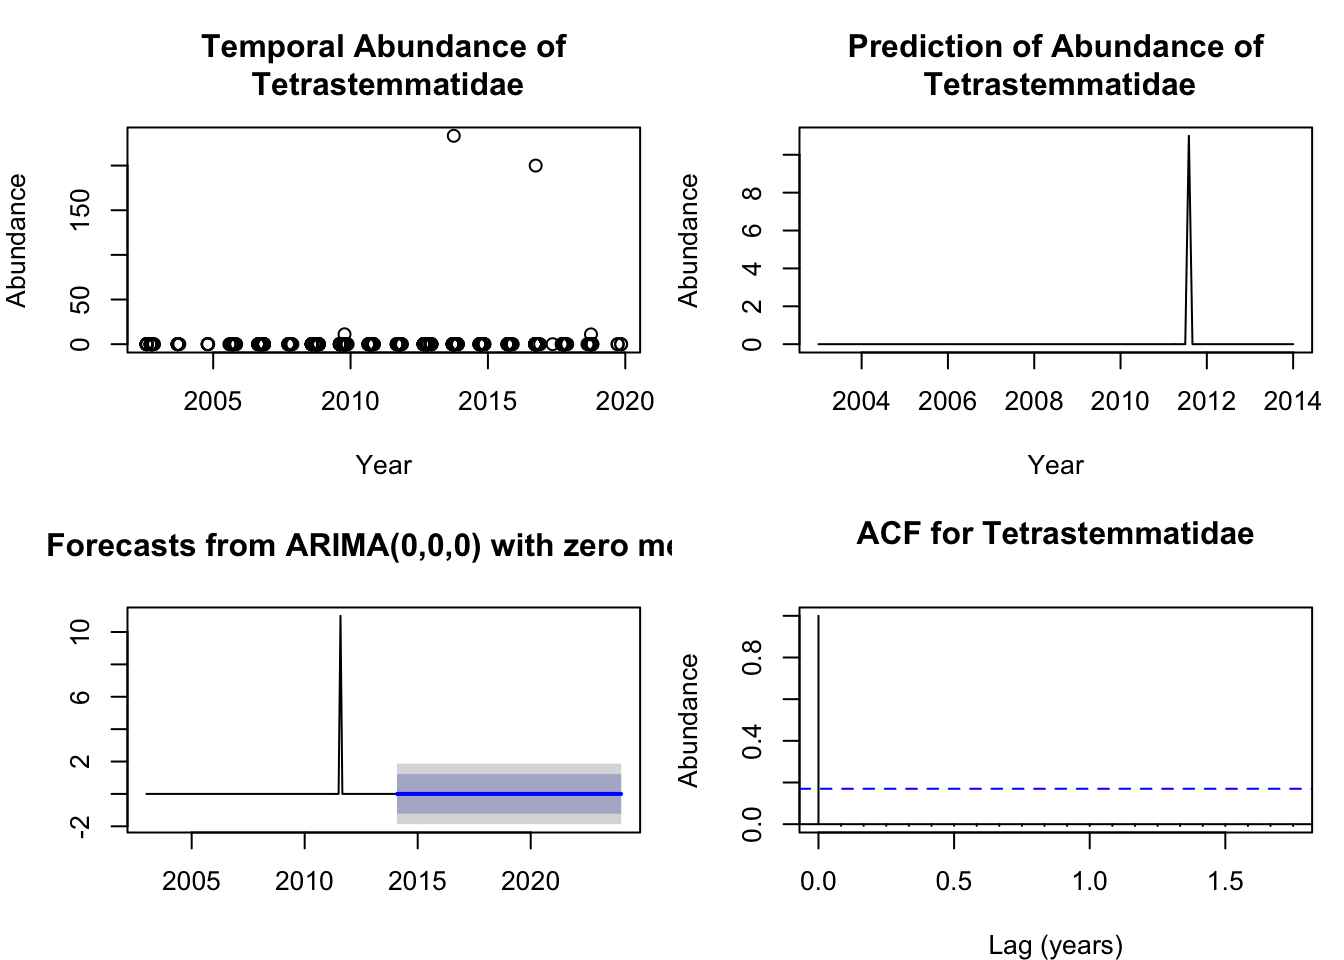 Temporal Abundance of
Tetrastemmatidae
Abundance
0 50 150
2005 2010 2015 2020
Year
Prediction of Abundance of
Tetrastemmatidae
Abundance
0 2 4 6 8
2004 2006 2008 2010 2012 2014
Year
Forecasts from ARIMA(0,0,0) with zero me
-2 2 6 10
2005 2010 2015 2020
ACF for Tetrastemmatidae
Abundance
0.0 0.4 0.8
0.0 0.5 1.0 1.5
Lag (years)